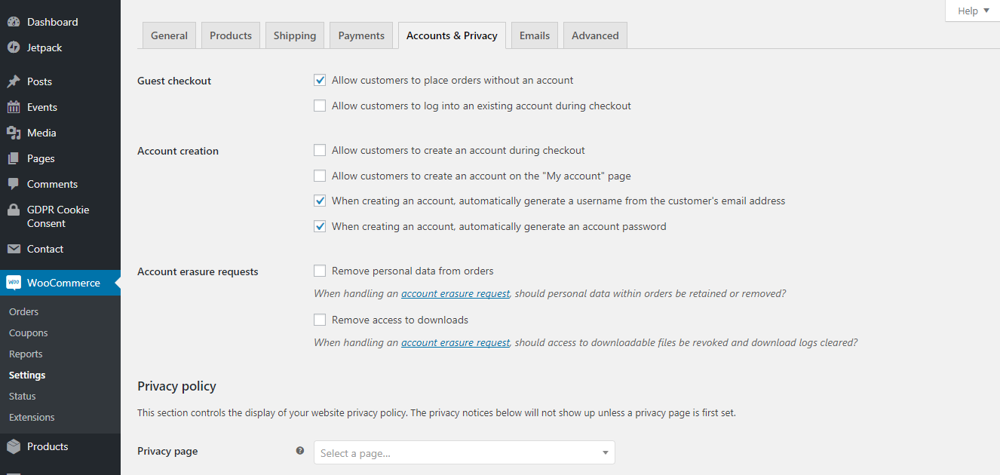 Dashboard
Jetpack
Posts
Events
Media
Pages
Comments
GDPR Cookie
Consent
Contact
WOO
WooCommerce
Orders
Coupons
Reports
Settings
Status
Extensions
Products
Help
General
Products
Shipping
Payments
Accounts & Privacy
Emails
Advanced
Guest checkout
Allow customers to place orders without an account
Allow customers to log into an existing account during checkout
Account creation
Allow customers to create an account during checkout
Allow customers to create an account on the "My account" page
When creating an account, automatically generate a username from the customer's email address
When creating an account, automatically generate an account password
Account erasure requests
Remove personal data from orders
When handling an account erasure request, should personal data within orders be retained or removed?
Remove access to downloads
When handling an account erasure request, should access to downloadable files be revoked and download logs cleared?
Privacy policy
This section controls the display of your website privacy policy. The privacy notices below will not show up unless a privacy page is first set.
Privacy page
?
Select a page...